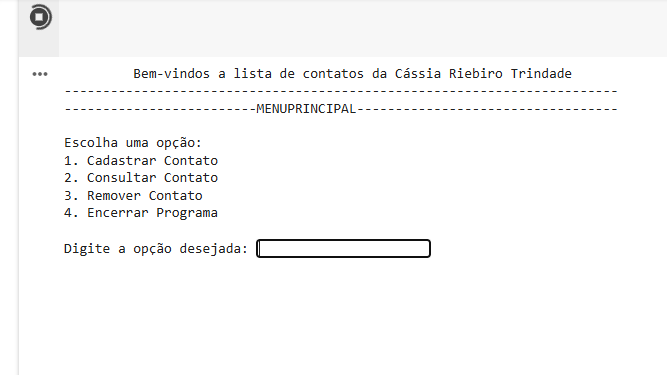 Bem-vindos a lista de contatos da Cássia Riebiro Trindade
------------------------------------------------------------------------
-------------------------MENUPRINCIPAL----------------------------------
Escolha uma opção:
1. Cadastrar Contato
2. Consultar Contato
3. Remover Contato
4. Encerrar Programa
Digite a opção desejada: